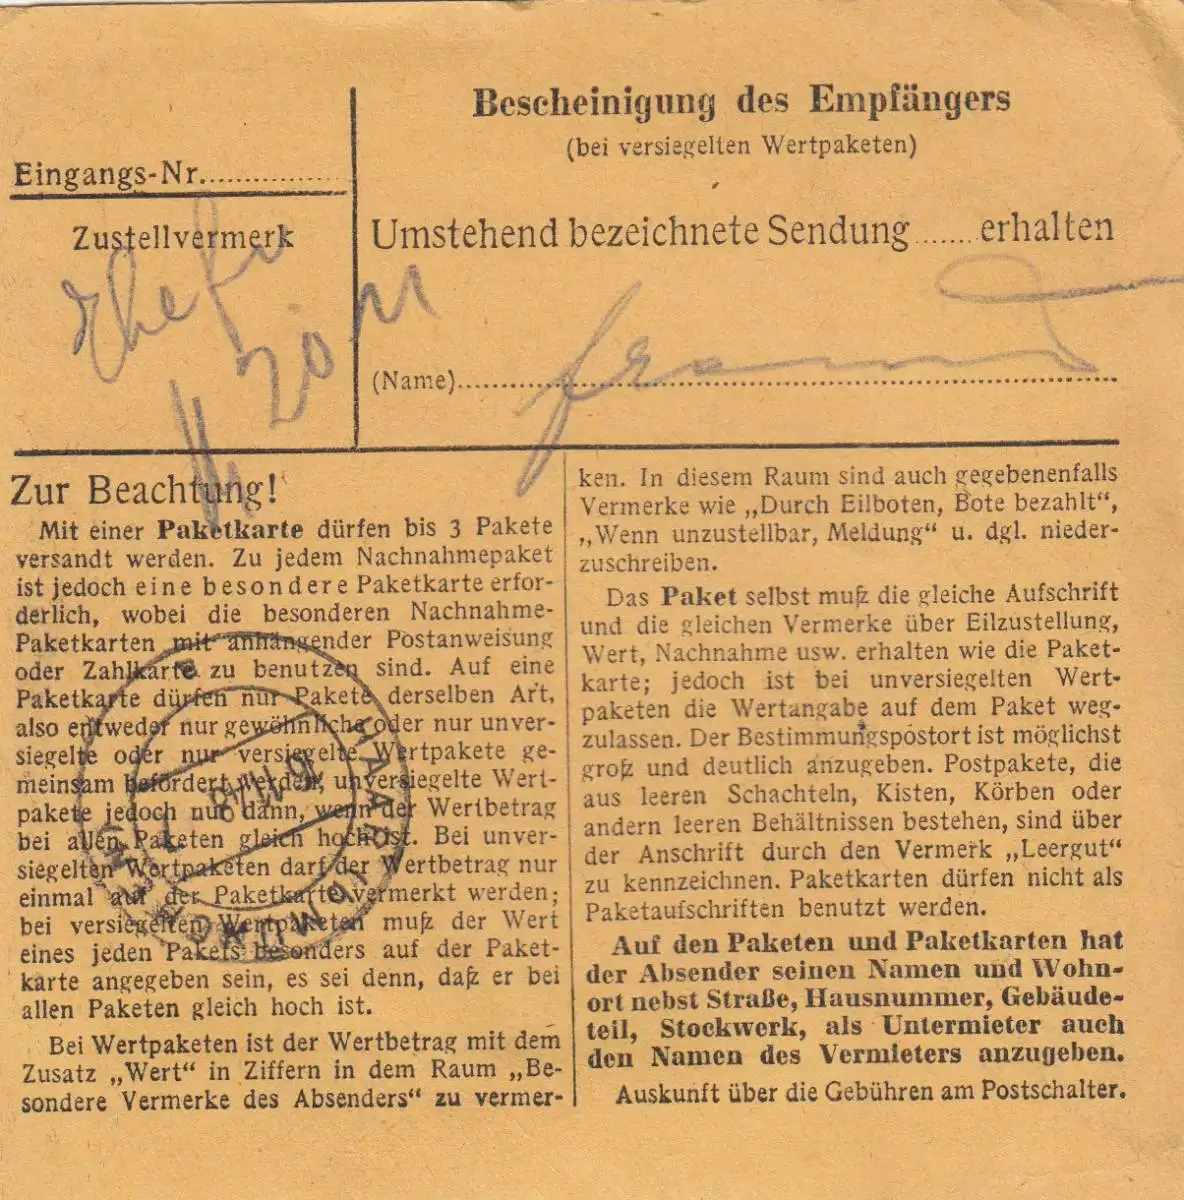 Eingangs-Nr.
Zustellvermerk
20.
Bescheinigung des Empfängers
(bei versiegelten Wertpaketen)
Umstehend bezeichnete Sendung ....... erhalten
(Name)
Zur Beachtung!
Mit einer Paketkarte dürfen bis 3 Pakete
versandt werden. Zu jedem Nachnahmepaket
ist jedoch eine besondere Paketkarte erfor-
derlich, wobei die besonderen Nachnahme-
Paketkarten mit anhängender Postanweisung
oder Zahlkarte zu benutzen sind. Auf eine
Paketkarte dürfen nur Pakete derselben Art,
also entweder nur gewöhnliche oder nur unver-
siegelte oder nur versiegelte Wertpakete ge-
meinsam befördert werden, unversiegelte Wert-
pakete jedoch nur dann, wenn der Wertbetrag
bei allen Paketen gleich hoch ist. Bei unver-
siegelten Wertpaketen darf der Wertbetrag nur
einmal auf der Paketkarte vermerkt werden;
bei versiegelten Wertpaketen muß der Wert
eines jeden Pakets besonders auf der Paket-
karte angegeben sein, es sei denn, daß er bei
allen Paketen gleich hoch ist.
Bei Wertpaketen ist der Wertbetrag mit dem
Zusatz „Wert“ in Ziffern in dem Raum „Be-
sondere Vermerke des Absenders“ zu vermer-
ken. In diesem Raum sind auch gegebenenfalls
Vermerke wie „Durch Eilboten, Bote bezahlt“,
„Wenn unzustellbar, Meldung“ u. dgl. nieder-
zuschreiben.
Das Paket selbst muß die gleiche Aufschrift
und die gleichen Vermerke über Eilzustellung,
Wert, Nachnahme usw. erhalten wie die Paket-
karte; jedoch ist bei unversiegelten Wert-
paketen die Wertangabe auf dem Paket weg-
zulassen. Der Bestimmungspostort ist möglichst
groß und deutlich anzugeben. Postpakete, die
aus leeren Schachteln, Kisten, Körben oder
andern leeren Behältnissen bestehen, sind über
der Anschrift durch den Vermerk „Leergut“
zu kennzeichnen. Paketkarten dürfen nicht als
Paketaufschriften benutzt werden.
Auf den Paketen und Paketkarten hat
der Absender seinen Namen und Wohn-
ort nebst Straße, Hausnummer, Gebäude-
teil, Stockwerk, als Untermieter auch
den Namen des Vermieters anzugeben.
Auskunft über die Gebühren am Postschalter.